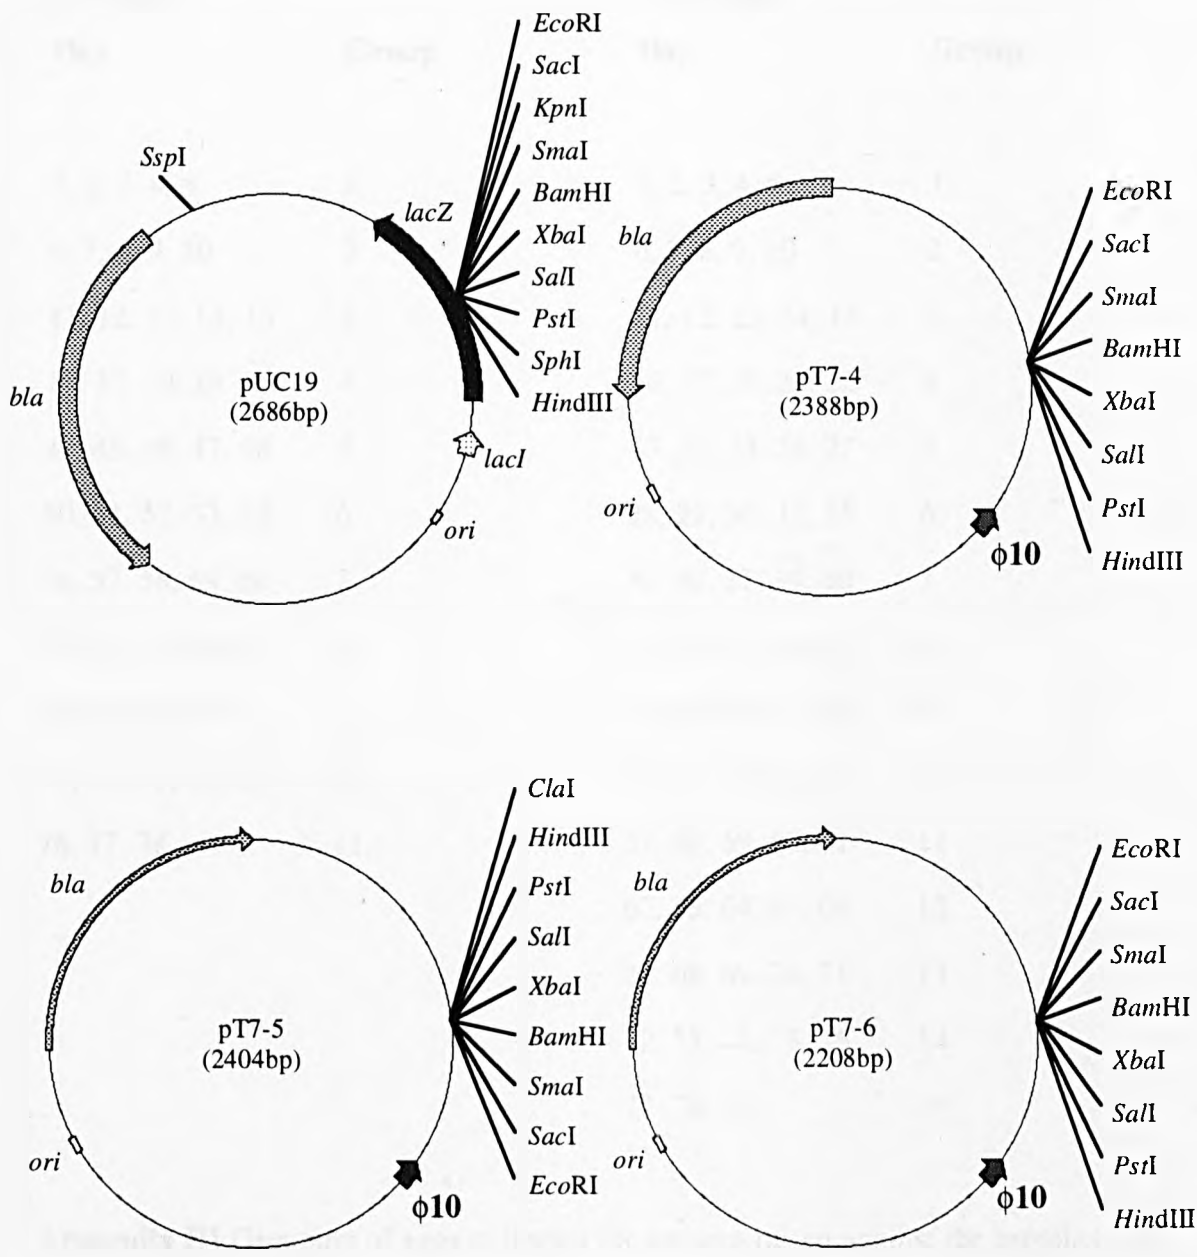 EcoRI
SacI
KpnI
SmaI
BamHI
XbaI
SalI
PstI
SphI
HindIII
SspI
lacZ
bla
pUC19
(2686bp)
lacI
ori
EcoRI
SacI
SmaI
BamHI
XbaI
SalI
PstI
HindIII
bla
pT7-4
(2388bp)
ori
ϕ10
ClaI
HindIII
PstI
SalI
XbaI
BamHI
SmaI
SacI
EcoRI
bla
pT7-5
(2404bp)
ori
ϕ10
EcoRI
SacI
SmaI
BamHI
XbaI
SalI
PstI
HindIII
bla
pT7-6
(2208bp)
ori
ϕ10